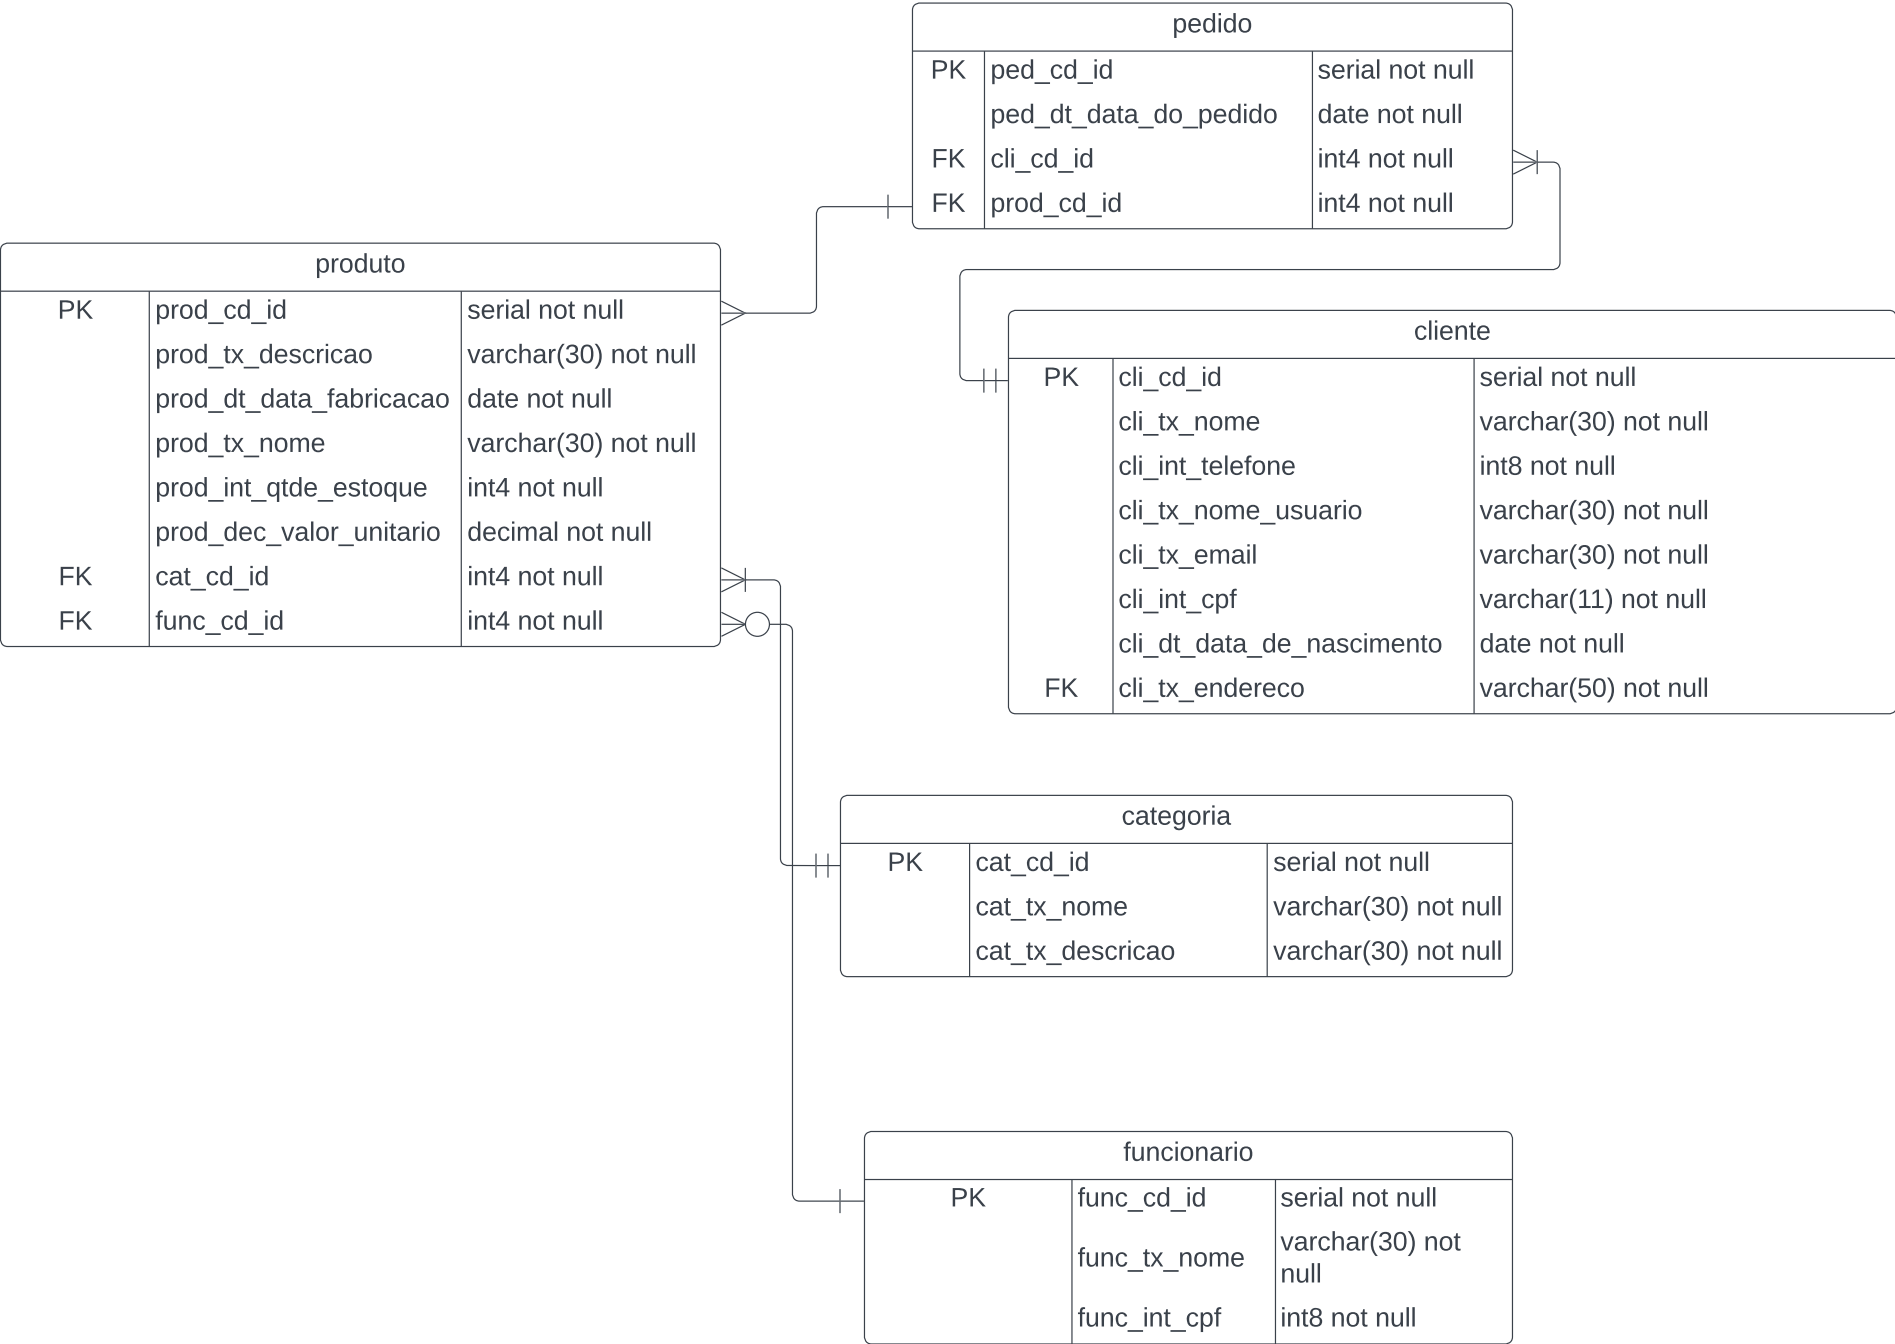 pedido
PK ped_cd_id serial not null
ped_dt_data_do_pedido date not null
FK cli_cd_id int4 not null
FK prod_cd_id int4 not null
produto
PK prod_cd_id serial not null
prod_tx_descricao varchar(30) not null
prod_dt_data_fabricacao date not null
prod_tx_nome varchar(30) not null
prod_int_qtde_estoque int4 not null
prod_dec_valor_unitario decimal not null
FK cat_cd_id int4 not null
FK func_cd_id int4 not null
cliente
PK cli_cd_id serial not null
cli_tx_nome varchar(30) not null
cli_int_telefone int8 not null
cli_tx_nome_usuario varchar(30) not null
cli_tx_email varchar(30) not null
cli_int_cpf varchar(11) not null
cli_dt_data_de_nascimento date not null
FK cli_tx_endereco varchar(50) not null
categoria
PK cat_cd_id serial not null
cat_tx_nome varchar(30) not null
cat_tx_descricao varchar(30) not null
funcionario
PK func_cd_id serial not null
func_tx_nome varchar(30) not
null
func_int_cpf int8 not null